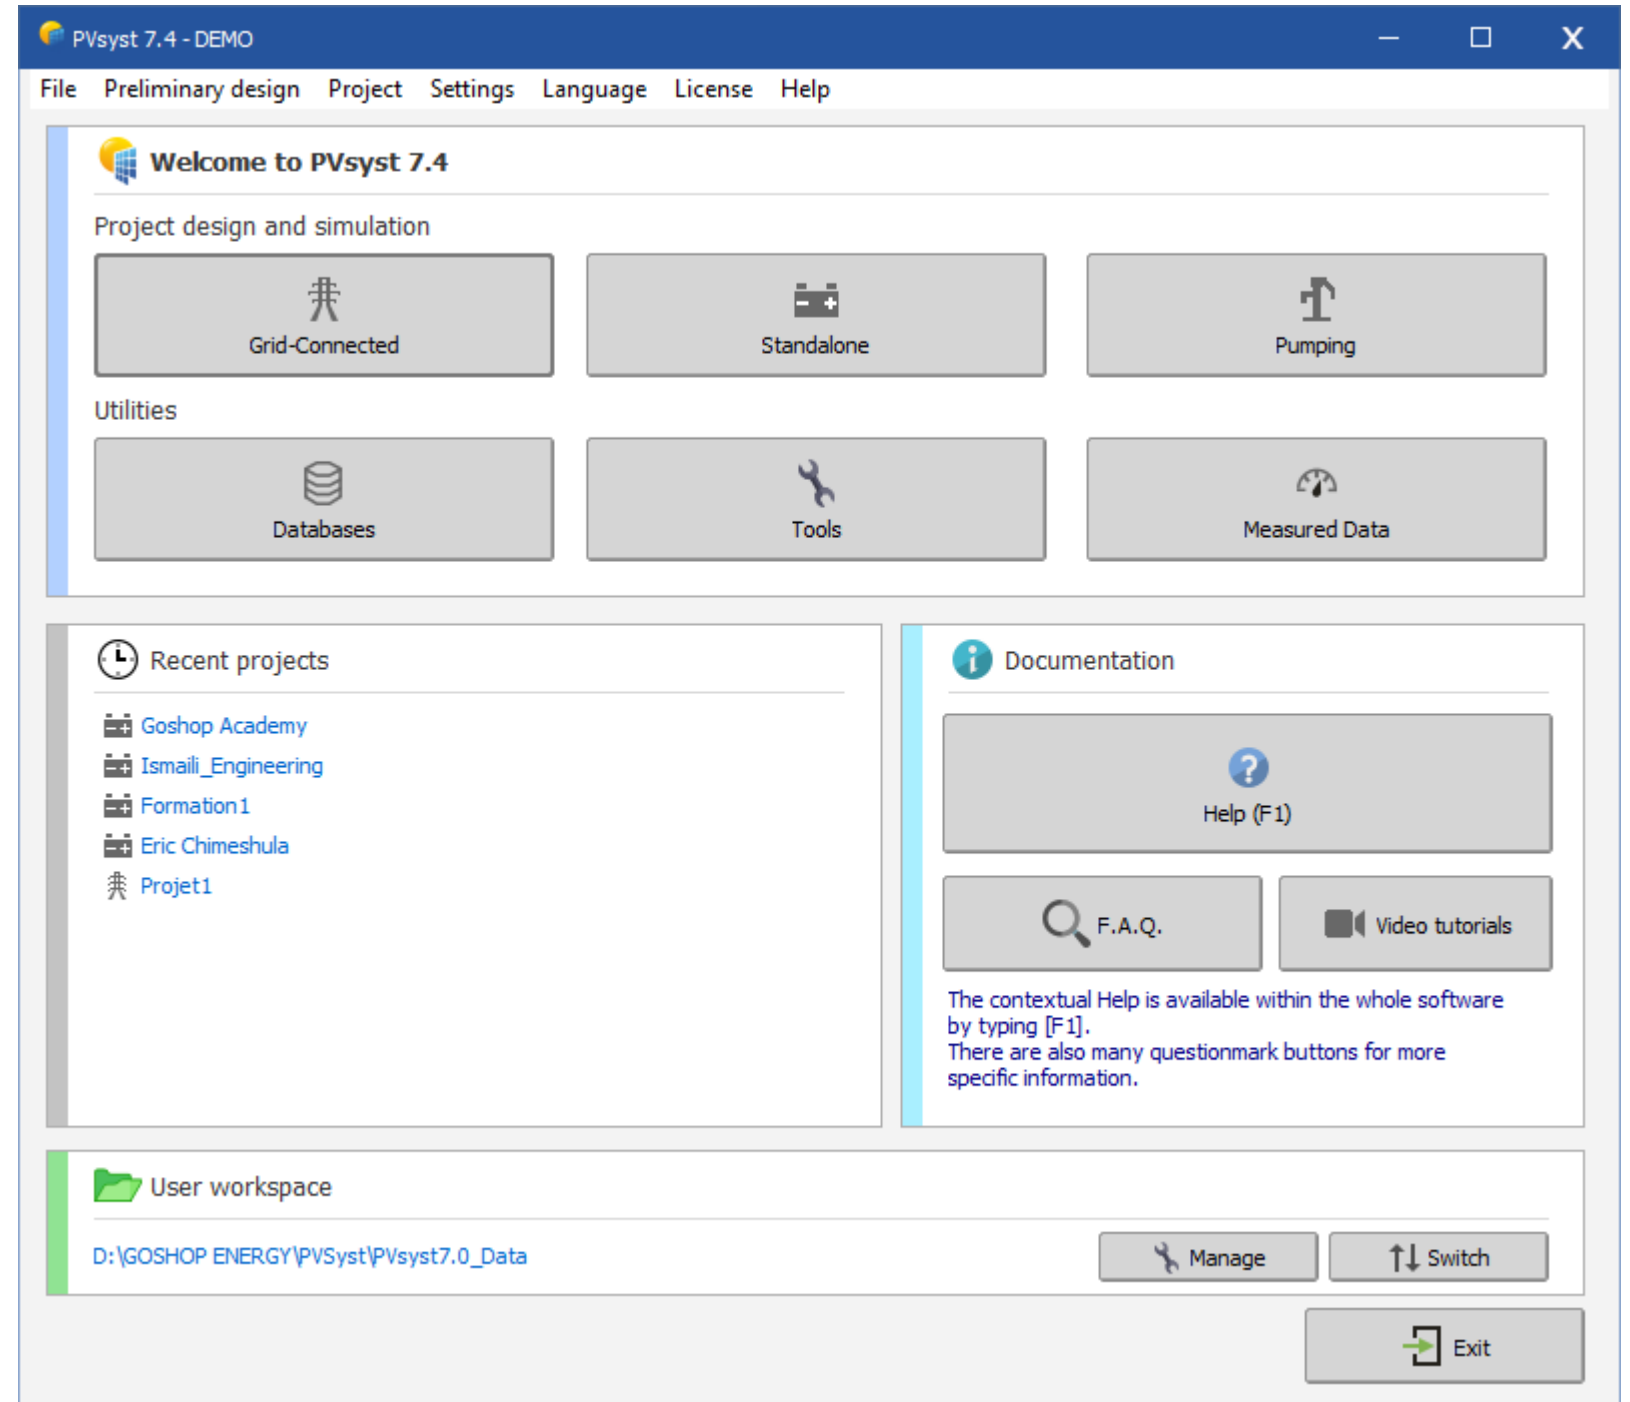 PVsyst 7.4 - DEMO
File Preliminary design Project Settings Language License Help
Welcome to PVsyst 7.4
Project design and simulation
Grid-Connected
Standalone
Pumping
Utilities
Databases
Tools
Measured Data
Recent projects
Goshop Academy
Ismaili_Engineering
Formation1
Eric Chimeshula
Projet1
Documentation
Help (F1)
F.A.Q.
Video tutorials
The contextual Help is available within the whole software
by typing [F1].
There are also many questionmark buttons for more
specific information.
User workspace
D:\GOSHOP ENERGY\PVSyst\PVsyst7.0_Data
Manage
Switch
Exit